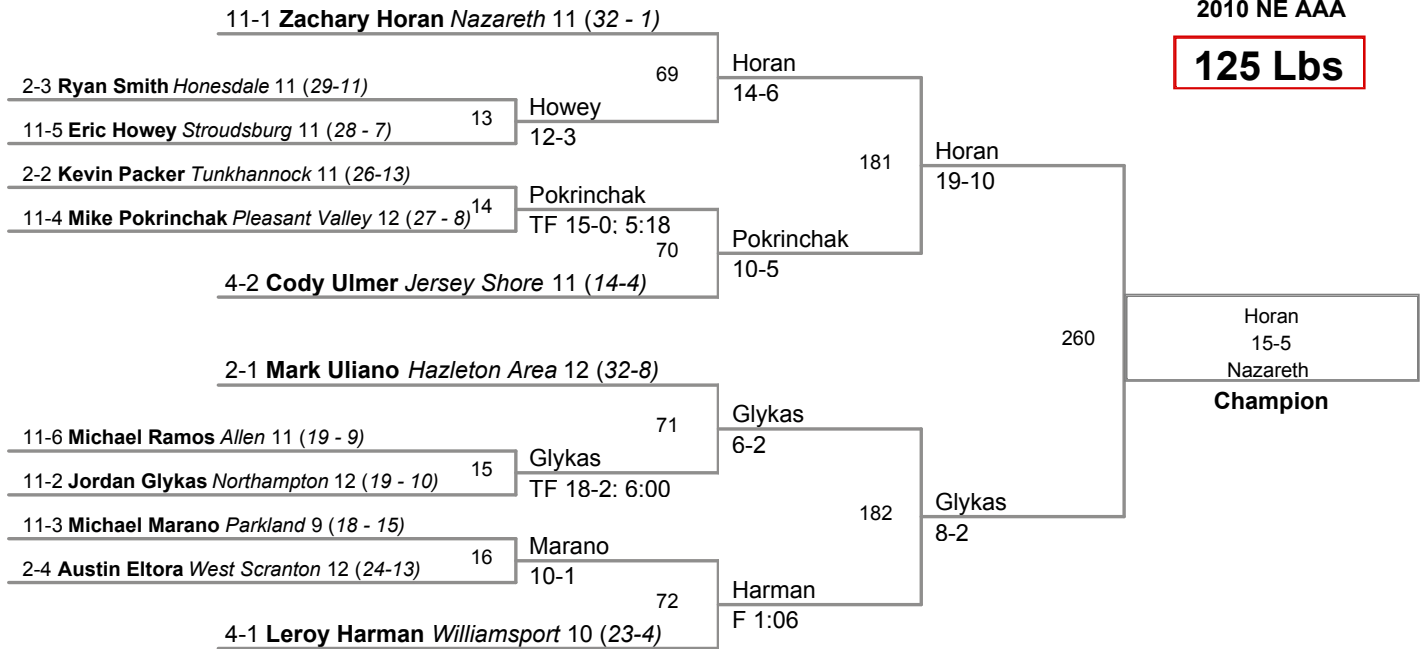 2010 NE AAA
125 Lbs
11-1 Zachary Horan Nazareth 11 (32 - 1)
69
Horan
14-6
2-3 Ryan Smith Honesdale 11 (29-11)
13
Howey
12-3
11-5 Eric Howey Stroudsburg 11 (28 - 7)
181
Horan
19-10
2-2 Kevin Packer Tunkhannock 11 (26-13)
14
Pokrinchak
TF 15-0: 5:18
11-4 Mike Pokrinchak Pleasant Valley 12 (27 - 8)
70
Pokrinchak
10-5
4-2 Cody Ulmer Jersey Shore 11 (14-4)
260
Horan
15-5
Nazareth
Champion
2-1 Mark Uliano Hazleton Area 12 (32-8)
71
Glykas
6-2
11-6 Michael Ramos Allen 11 (19 - 9)
15
Glykas
TF 18-2: 6:00
11-2 Jordan Glykas Northampton 12 (19 - 10)
182
Glykas
8-2
11-3 Michael Marano Parkland 9 (18 - 15)
16
Marano
10-1
2-4 Austin Eltora West Scranton 12 (24-13)
72
Harman
F 1:06
4-1 Leroy Harman Williamsport 10 (23-4)